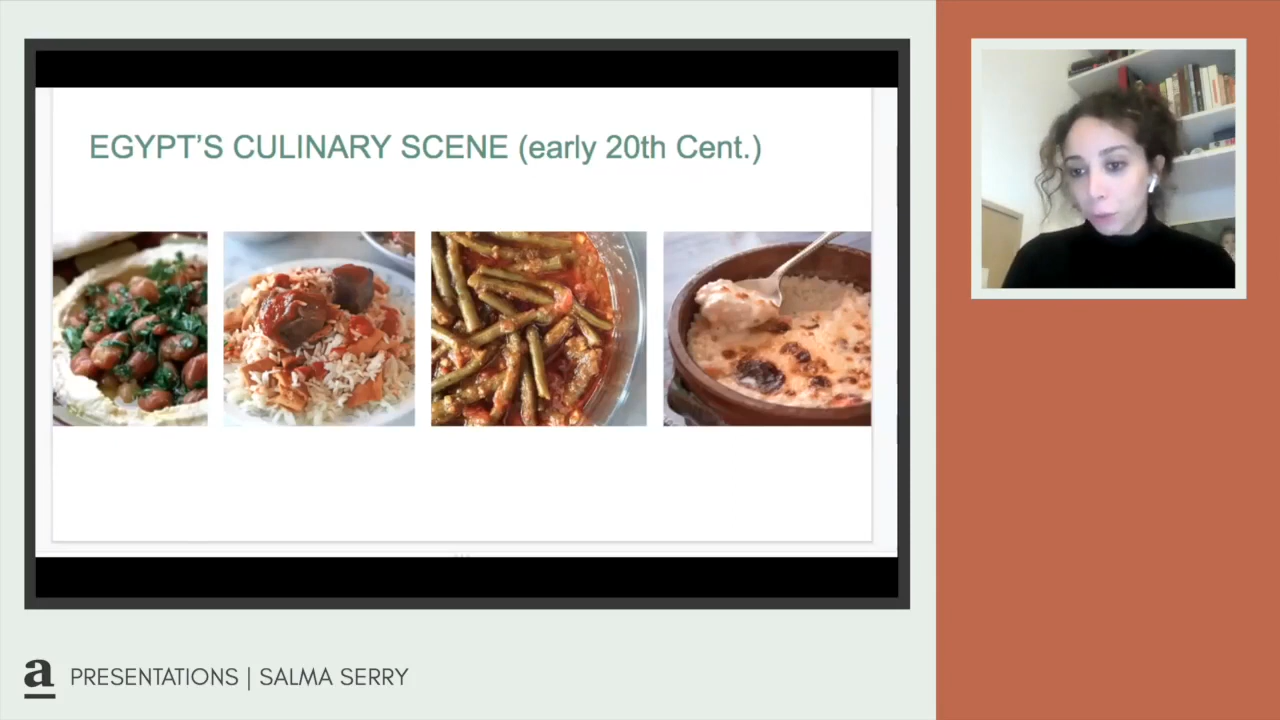 EGYPT'S CULINARY SCENE (early 20th Cent.)
a PRESENTATIONS | SALMA SERRY